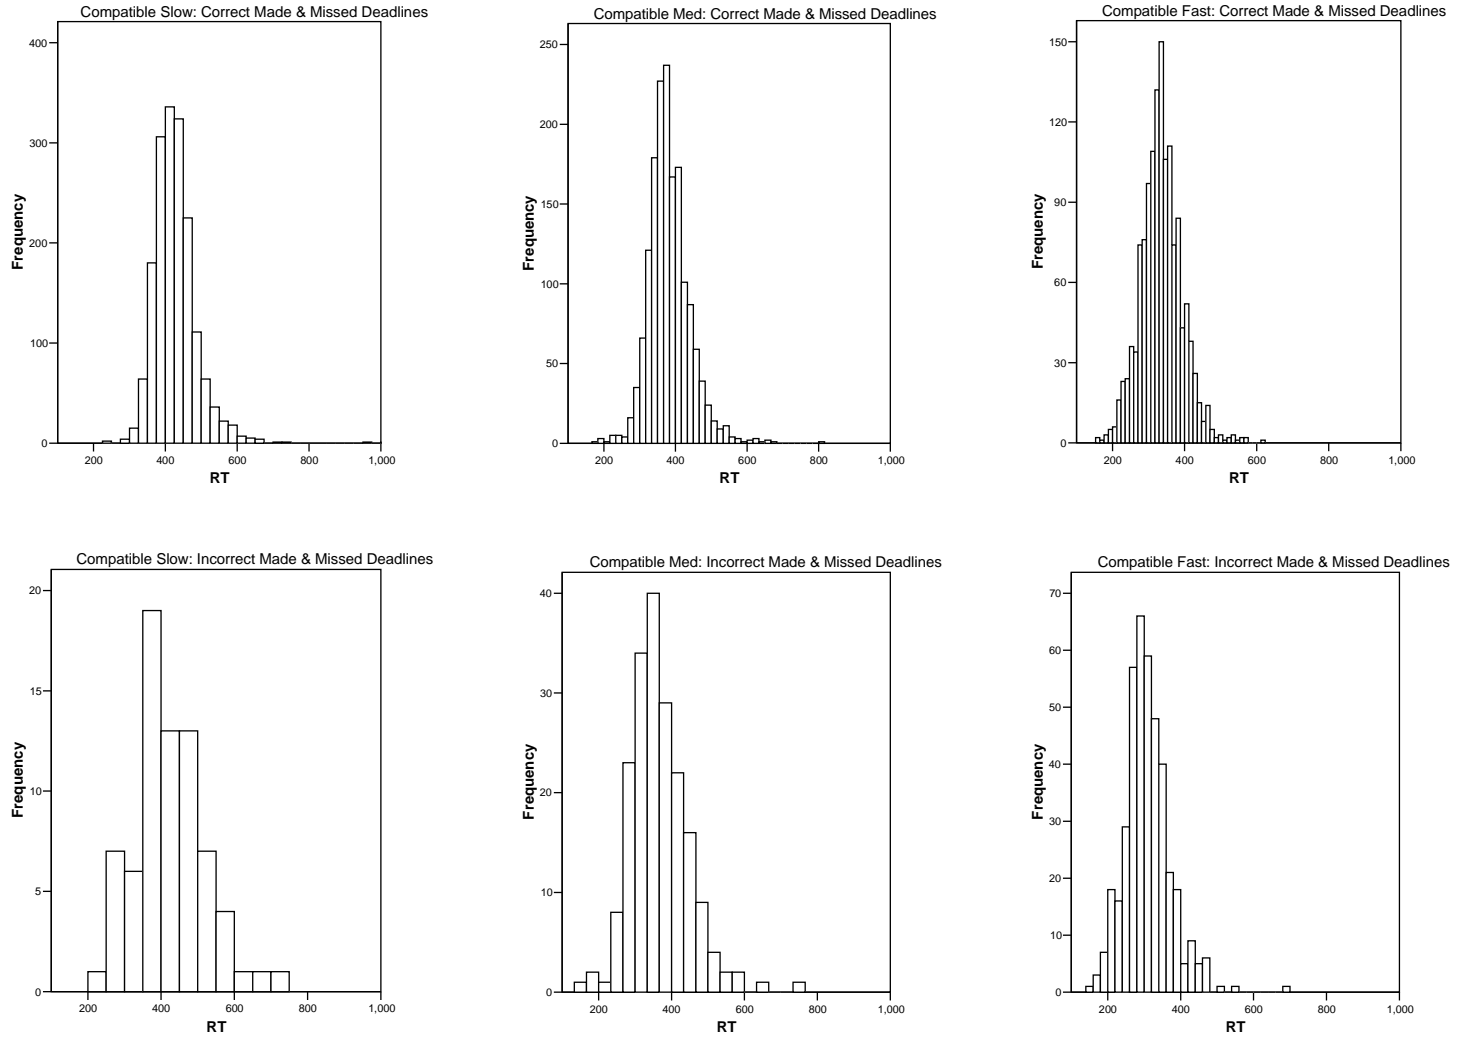 Compatible Slow: Correct Made & Missed Deadlines
400
300
200
100
0
Frequency
200 400 600 800 1,000
RT
Compatible Med: Correct Made & Missed Deadlines
250
200
150
100
50
0
Frequency
200 400 600 800 1,000
RT
Compatible Fast: Correct Made & Missed Deadlines
150
120
90
60
30
0
Frequency
200 400 600 800 1,000
RT
Compatible Slow: Incorrect Made & Missed Deadlines
20
15
10
5
0
Frequency
200 400 600 800 1,000
RT
Compatible Med: Incorrect Made & Missed Deadlines
40
30
20
10
0
Frequency
200 400 600 800 1,000
RT
Compatible Fast: Incorrect Made & Missed Deadlines
70
60
50
40
30
20
10
0
Frequency
200 400 600 800 1,000
RT